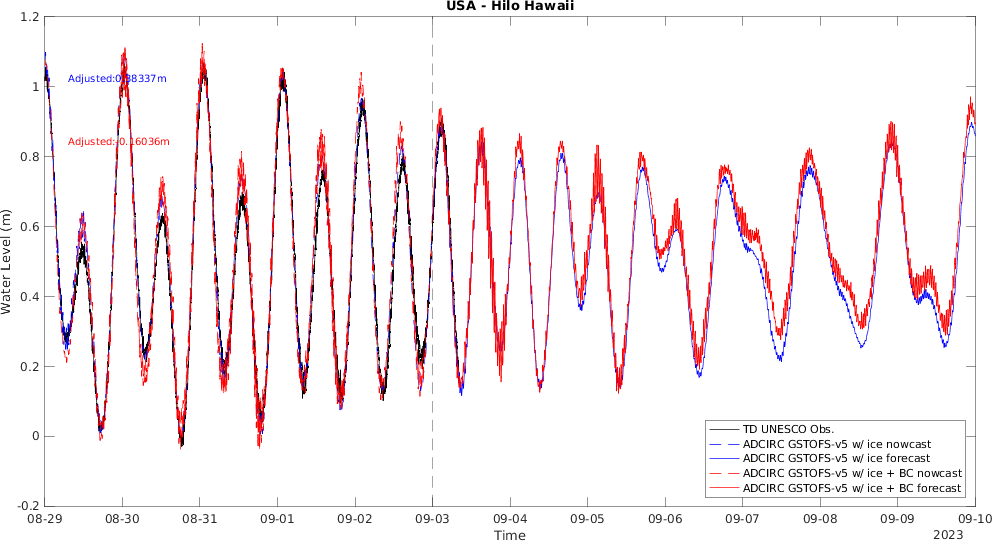 USA - Hilo Hawaii
1.2
1
0.8
0.6
0.4
0.2
0
-0.2
Water Level (m)
Adjusted:0.38337m
Adjusted:-0.16036m
TD UNESCO Obs.
ADCIRC GSTOFS-v5 w/ ice nowcast
ADCIRC GSTOFS-v5 w/ ice forecast
ADCIRC GSTOFS-v5 w/ ice + BC nowcast
ADCIRC GSTOFS-v5 w/ ice + BC forecast
08-29 08-30 08-31 09-01 09-02 09-03 09-04 09-05 09-06 09-07 09-08 09-09 09-10
Time
2023